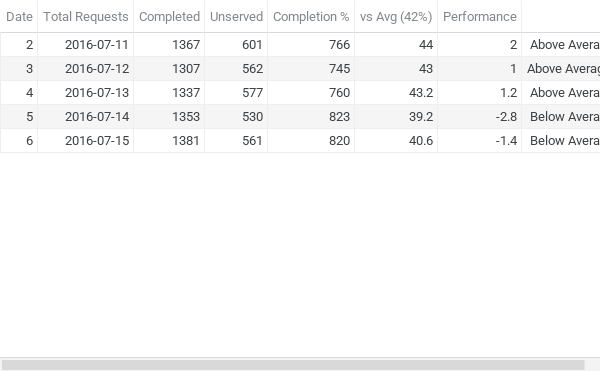 Date Total Requests Completed Unserved Completion % vs Avg (42%) Performance
2 2016-07-11 1367 601 766 44 2 Above Avera
3 2016-07-12 1307 562 745 43 1 Above Averag
4 2016-07-13 1337 577 760 43.2 1.2 Above Avera
5 2016-07-14 1353 530 823 39.2 -2.8 Below Avera
6 2016-07-15 1381 561 820 40.6 -1.4 Below Avera